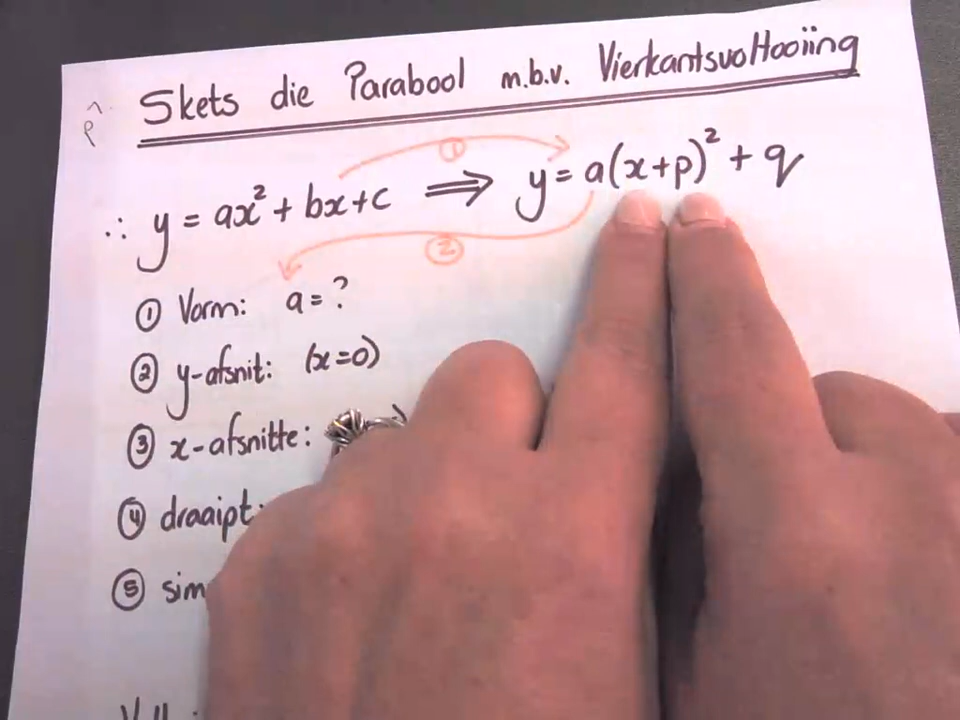 Skets die Parabool m.b.v. Vierkantsvoltooiing
∴ y = ax² + bx + c ⟹ y = a(x+p)² + q
①
②
① Vorm: a = ?
② y-afsnit: (x=0)
③ x-afsnitte:
④ draaipt:
⑤ sim